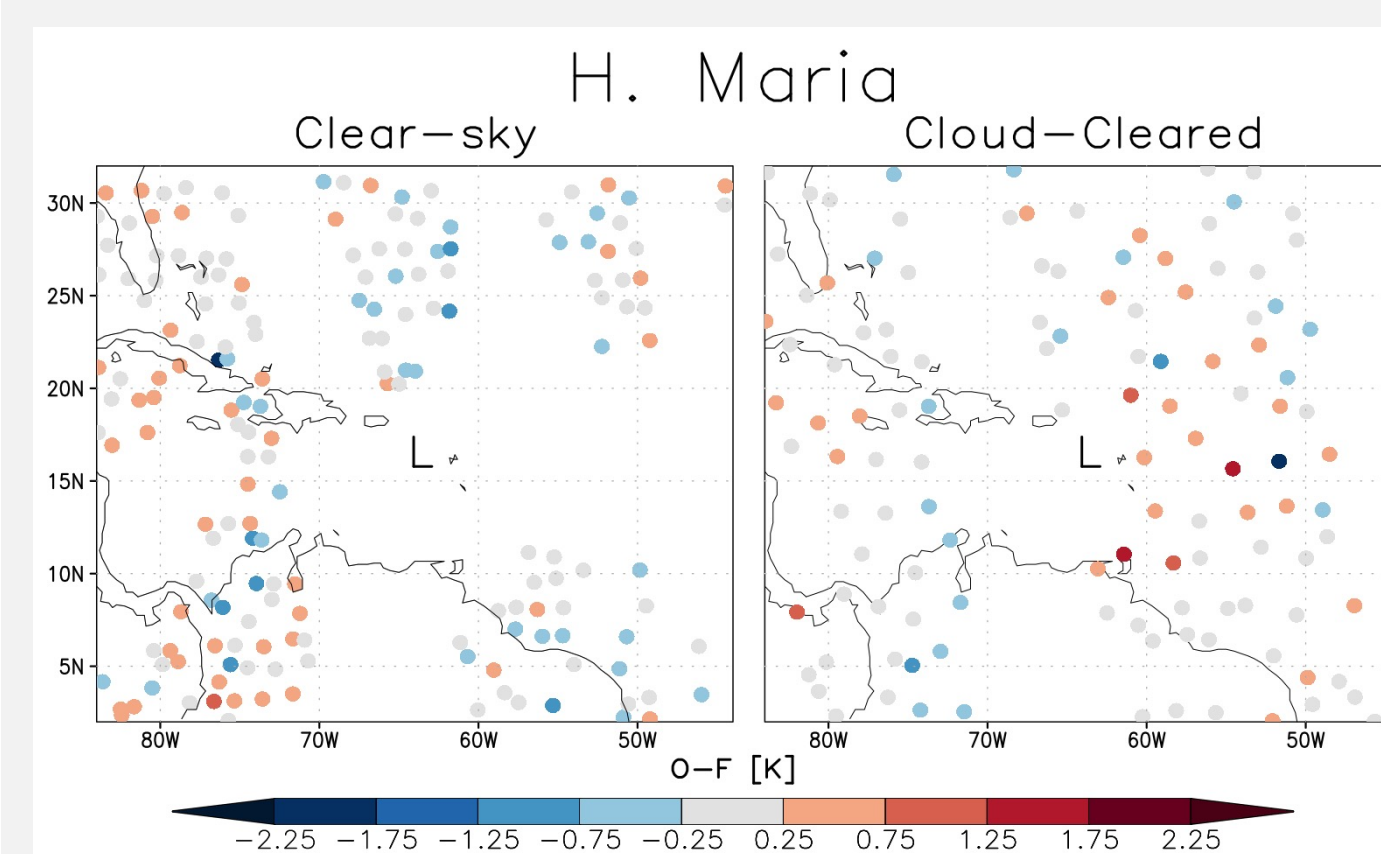 H. Maria
Clear-sky Cloud-Cleared
30N
25N
20N
15N
10N
5N
L L
80W 70W 60W 50W 80W 70W 60W 50W
O-F [K]
-2.25 -1.75 -1.25 -0.75 -0.25 0.25 0.75 1.25 1.75 2.25